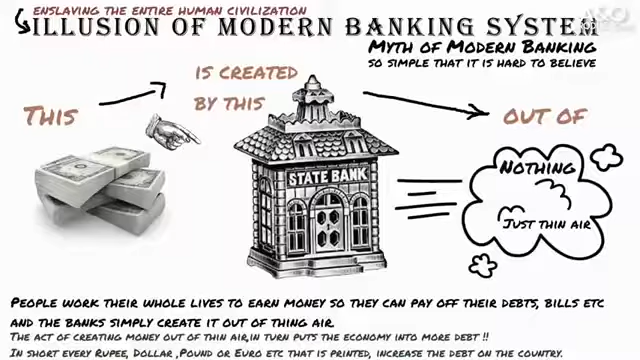 ENSLAVING THE ENTIRE HUMAN CIVILIZATION
ILLUSION OF MODERN BANKING SYSTEM
MYTH OF MODERN BANKING
SO SIMPLE THAT IT IS HARD TO BELIEVE
THIS
IS CREATED
BY THIS
OUT OF
STATE BANK
NOTHING
JUST THIN AIR
PEOPLE WORK THEIR WHOLE LIVES TO EARN MONEY SO THEY CAN PAY OFF THEIR DEBTS, BILLS ETC
AND THE BANKS SIMPLY CREATE IT OUT OF THING AIR.
THE ACT OF CREATING MONEY OUT OF THIN AIR,IN TURN PUTS THE ECONOMY INTO MORE DEBT !!
IN SHORT EVERY RUPEE, DOLLAR ,POUND OR EURO ETC THAT IS PRINTED, INCREASE THE DEBT ON THE COUNTRY.